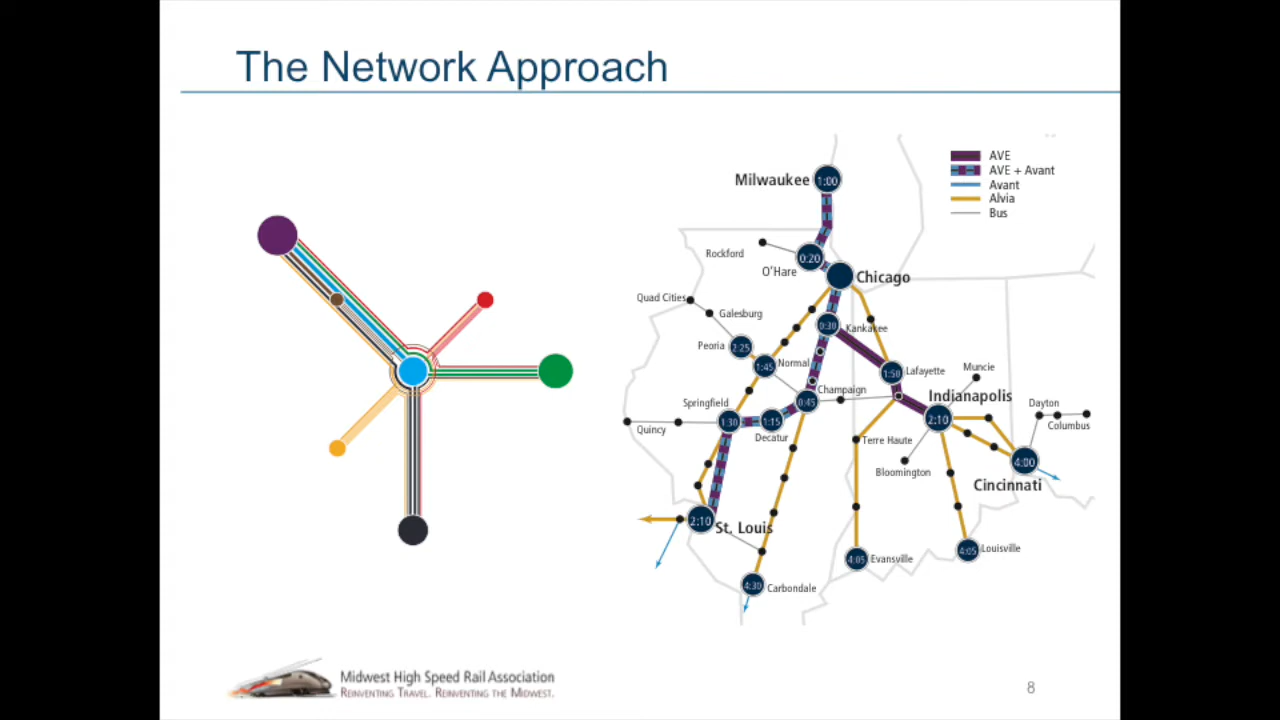 The Network Approach
AVE
AVE + Avant
Avant
Alvia
Bus
Milwaukee
1:00
Rockford
O'Hare
0:20
Chicago
Quad Cities
Galesburg
0:30
Kankakee
Peoria
2:25
1:45
Normal
1:50
Lafayette
Muncie
Champaign
0:45
Indianapolis
2:10
Springfield
1:30
1:15
Decatur
Quincy
Dayton
Columbus
Terre Haute
Bloomington
4:00
Cincinnati
2:10
St. Louis
4:05
Evansville
4:05
Louisville
4:30
Carbondale
Midwest High Speed Rail Association
Reinventing Travel. Reinventing the Midwest.
8